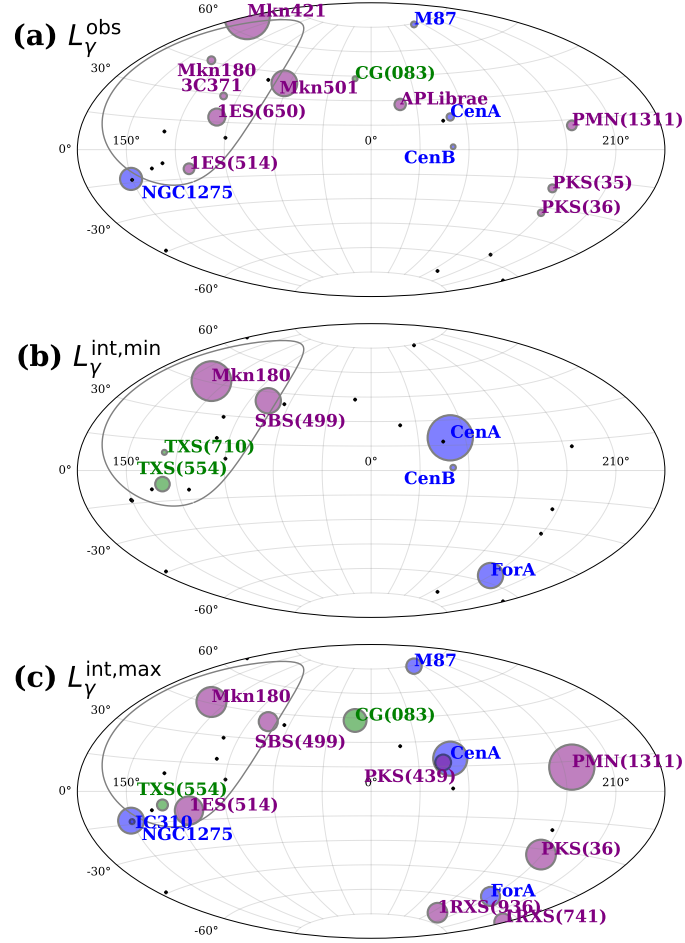 60°
Mkn421
M87
(a) Lγ^obs
30°
Mkn180
CG(083)
3C371
Mkn501
APLibrae
1ES(650)
CenA
PMN(1311)
150°
0°
210°
0°
CenB
1ES(514)
NGC1275
PKS(35)
PKS(36)
-30°
-60°
60°
(b) Lγ^int,min
30°
Mkn180
SBS(499)
CenA
TXS(710)
150°
0°
210°
TXS(554)
0°
CenB
-30°
ForA
-60°
60°
M87
(c) Lγ^int,max
30°
Mkn180
CG(083)
SBS(499)
CenA
PMN(1311)
PKS(439)
150°
0°
210°
TXS(554)
0°
1ES(514)
IC310
NGC1275
PKS(36)
-30°
ForA
1RXS(936)
1RXS(741)
-60°